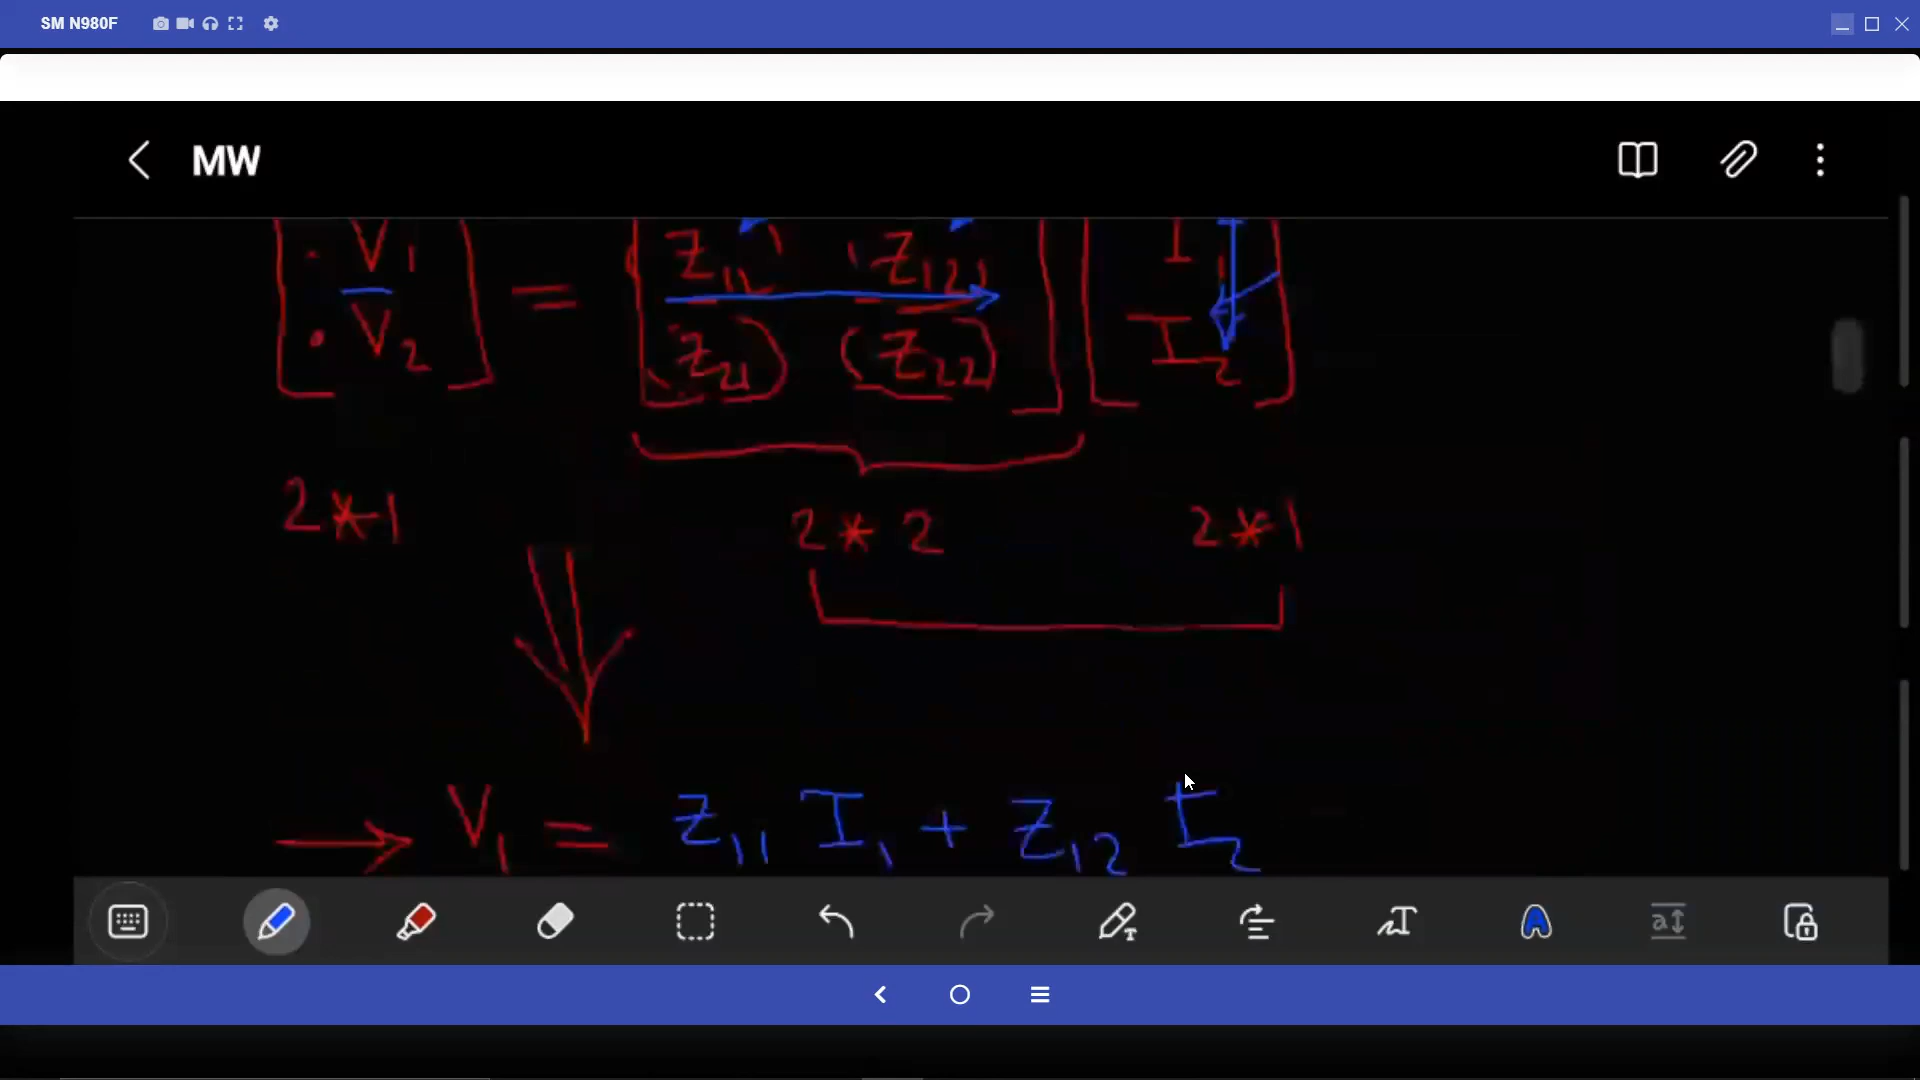 SM N980F
MW
V1 = Z11 Z12 I1
V2 Z21 Z22 I2
2*1 2*2 2*1
→ V1 = Z11 I1 + Z12 I2